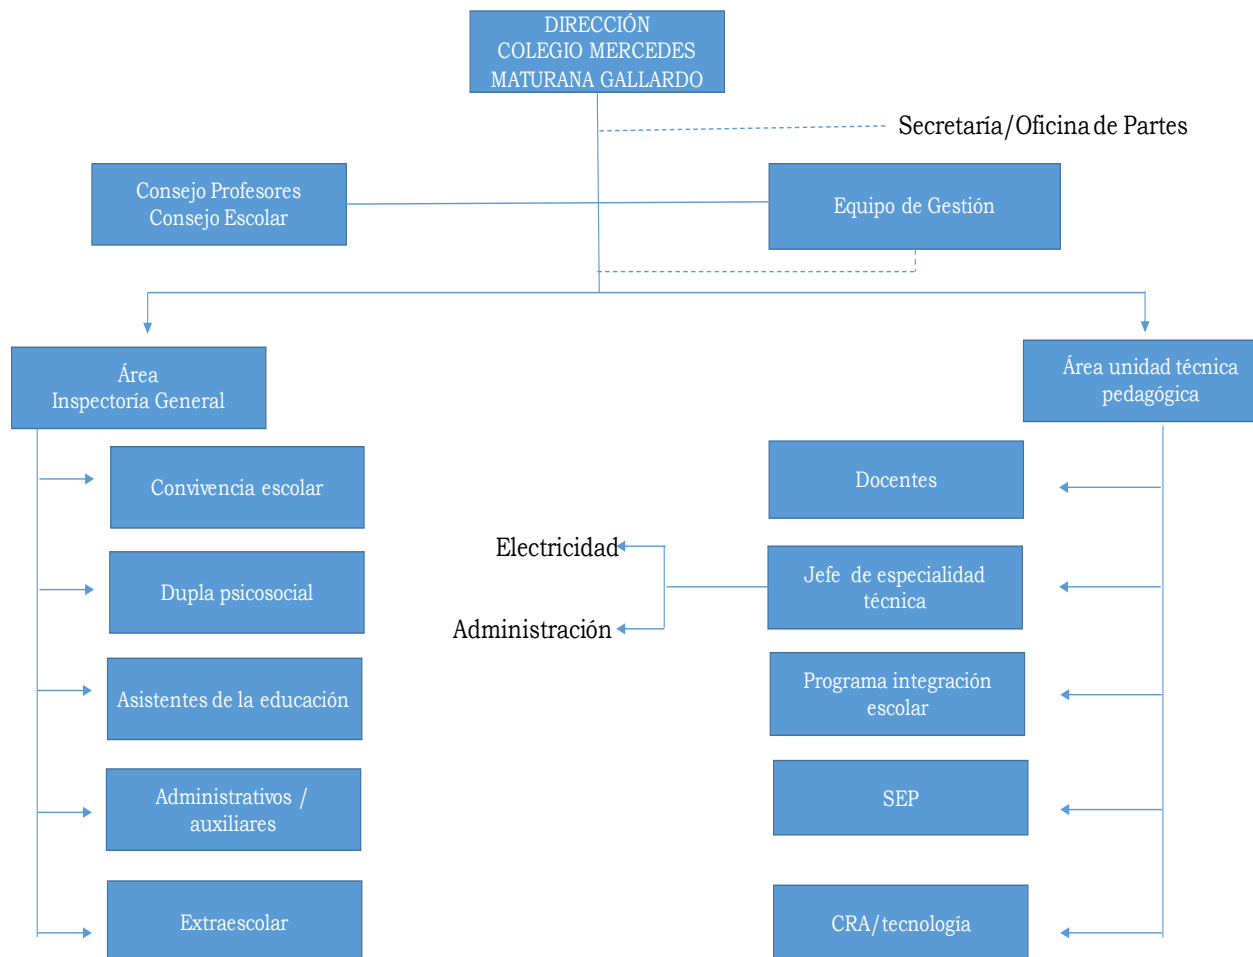 DIRECCIÓN
COLEGIO MERCEDES
MATURANA GALLARDO
Secretaría/Oficina de Partes
Consejo Profesores
Consejo Escolar
Equipo de Gestión
Área
Inspectoría General
Área unidad técnica
pedagógica
Convivencia escolar
Dupla psicosocial
Asistentes de la educación
Administrativos /
auxiliares
Extraescolar
Docentes
Jefe de especialidad
técnica
Electricidad
Administración
Programa integración
escolar
SEP
CRA/tecnología